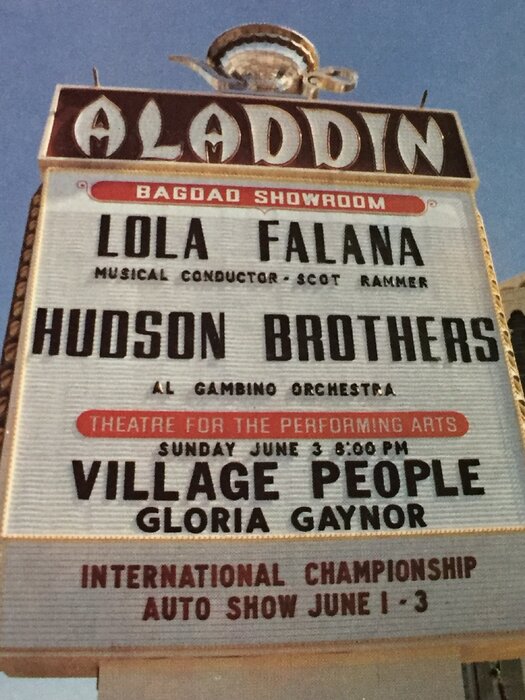 ALADDIN
BAGDAD SHOWROOM
LOLA FALANA
MUSICAL CONDUCTOR - SCOT RAMMER
HUDSON BROTHERS
AL GAMBINO ORCHESTRA
THEATRE FOR THE PERFORMING ARTS
SUNDAY JUNE 3 8:00 PM
VILLAGE PEOPLE
GLORIA GAYNOR
INTERNATIONAL CHAMPIONSHIP
AUTO SHOW JUNE 1 - 3